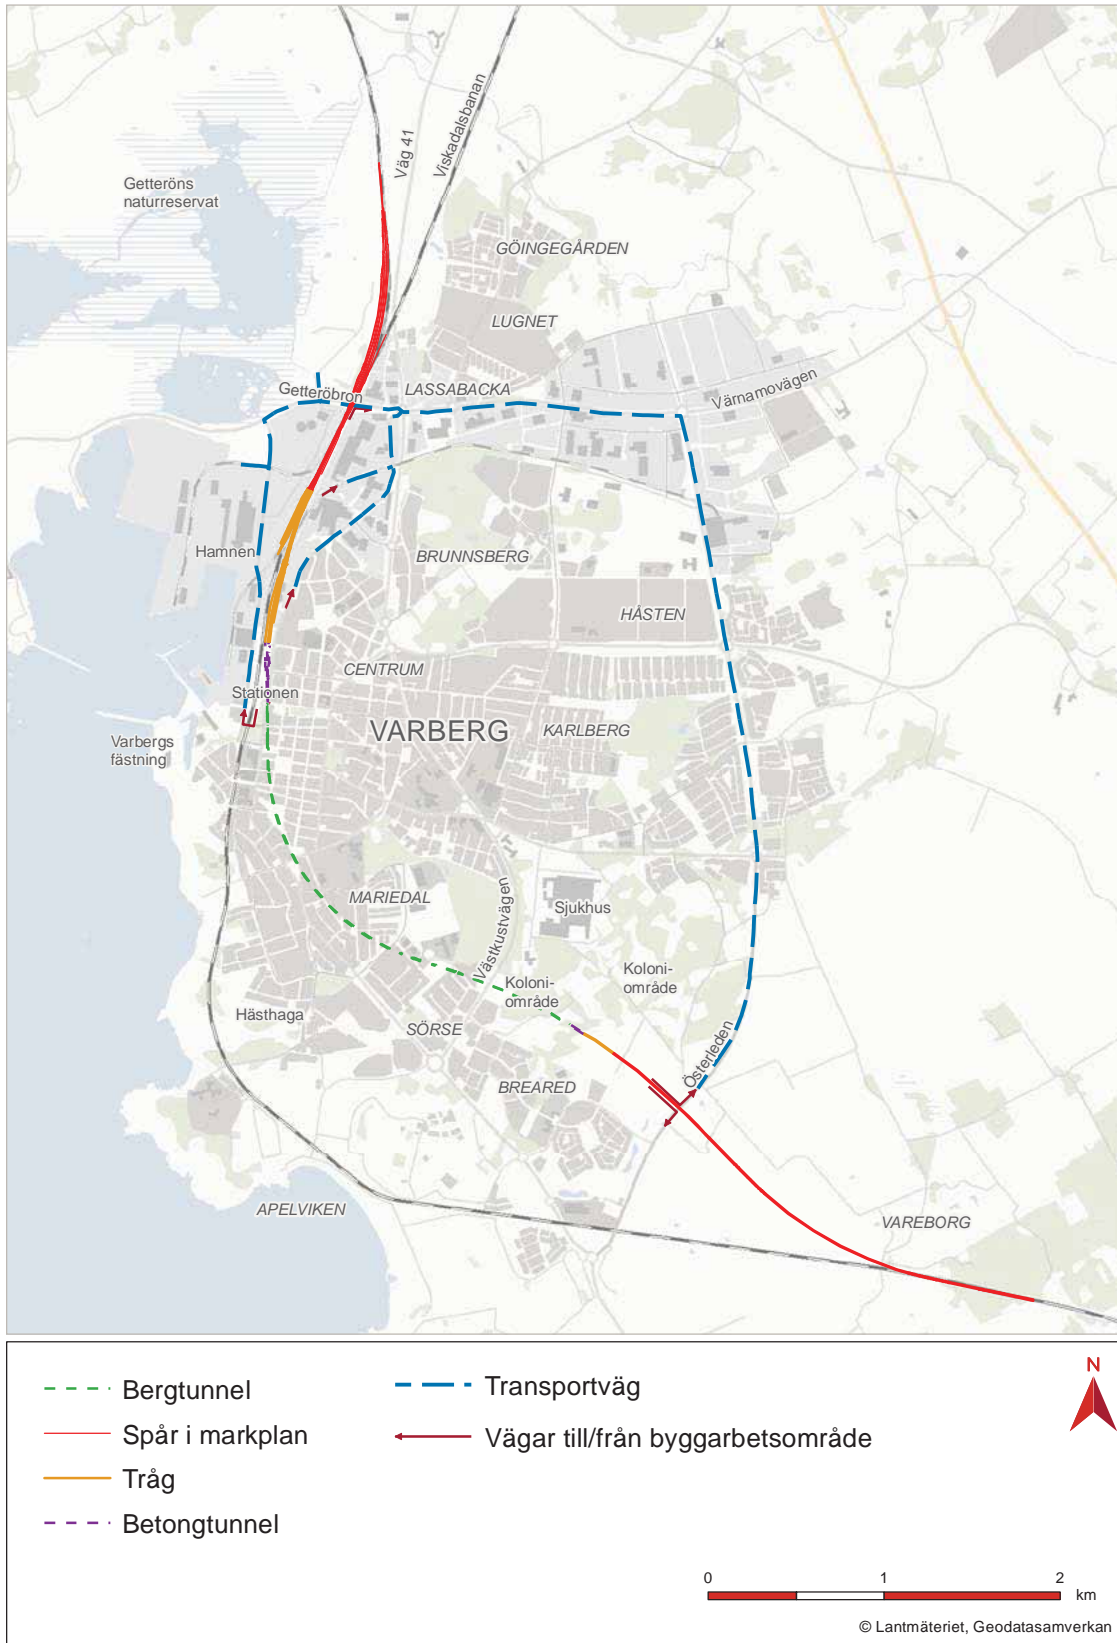 Väg 41
Viskadalsbanan
Getteröns
naturreservat
GÖINGEGÅRDEN
LUGNET
Getteröbron
LASSABACKA
Värnamovägen
Hamnen
BRUNNSBERG
HÅSTEN
CENTRUM
Stationen
VARBERG
KARLBERG
Varbergs
fästning
MARIEDAL
Västkustvägen
Sjukhus
Koloni-
område
Koloni-
område
Hästhaga
SÖRSE
Österleden
BREARED
APELVIKEN
VAREBORG
Bergtunnel
Spår i markplan
Tråg
Betongtunnel
Transportväg
Vägar till/från byggarbetsområde
N
0 1 2
km
© Lantmäteriet, Geodatasamverkan